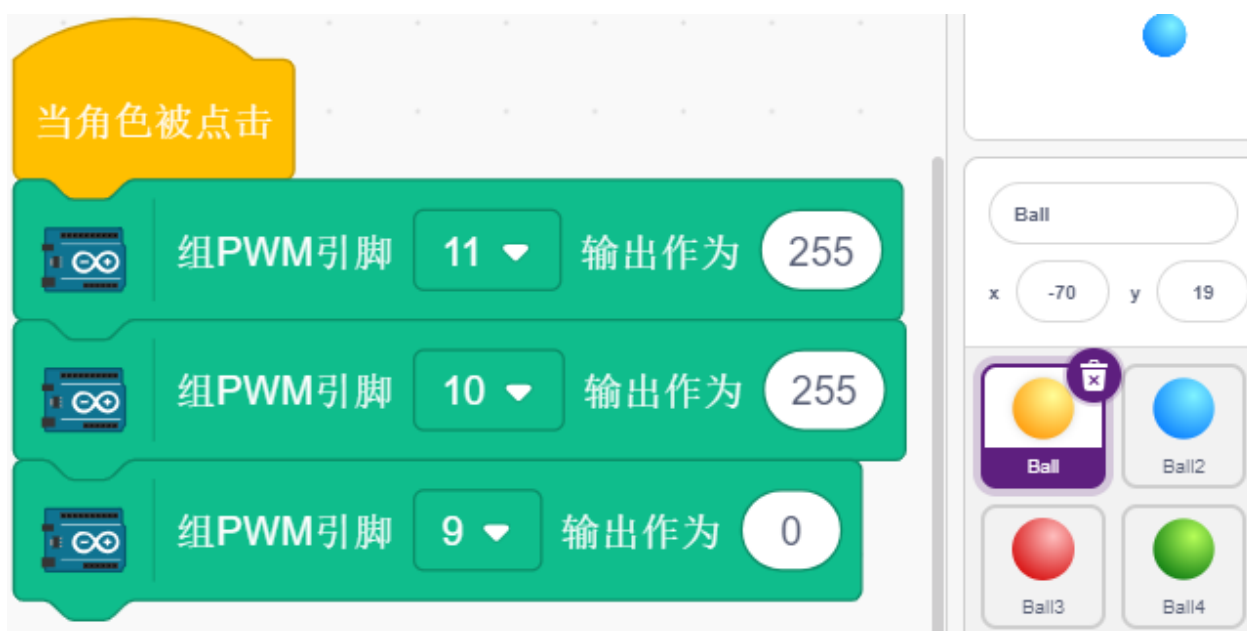 当角色被点击
组PWM引脚 11 输出作为 255
组PWM引脚 10 输出作为 255
组PWM引脚 9 输出作为 0
Ball
x -70 y 19
Ball Ball2
Ball3 Ball4